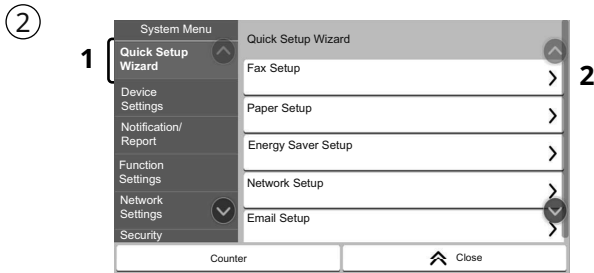 ②
System Menu
1
Quick Setup
Wizard
Device
Settings
Notification/
Report
Function
Settings
Network
Settings
Security
Quick Setup Wizard
Fax Setup
2
Paper Setup
Energy Saver Setup
Network Setup
Email Setup
Counter
Close